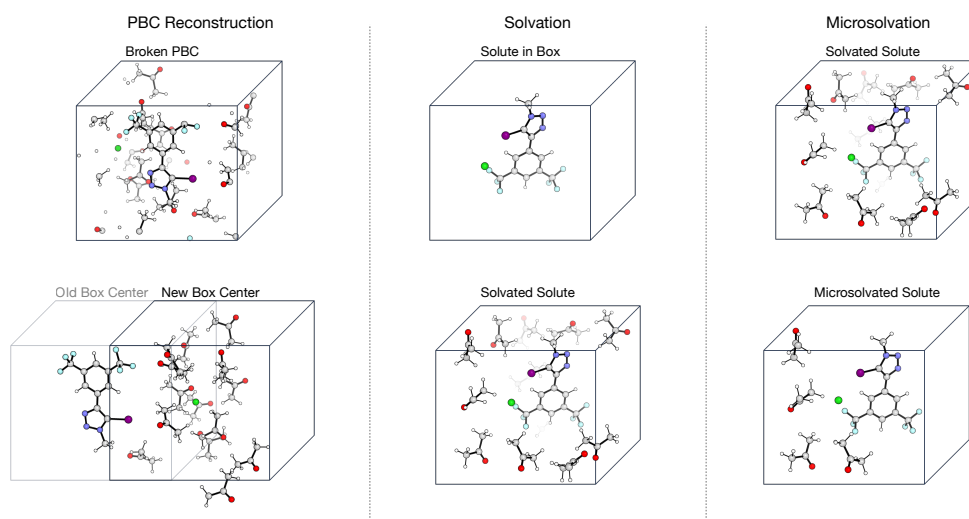 PBC Reconstruction
Broken PBC
Old Box Center New Box Center
Solvation
Solute in Box
Solvated Solute
Microsolvation
Solvated Solute
Microsolvated Solute